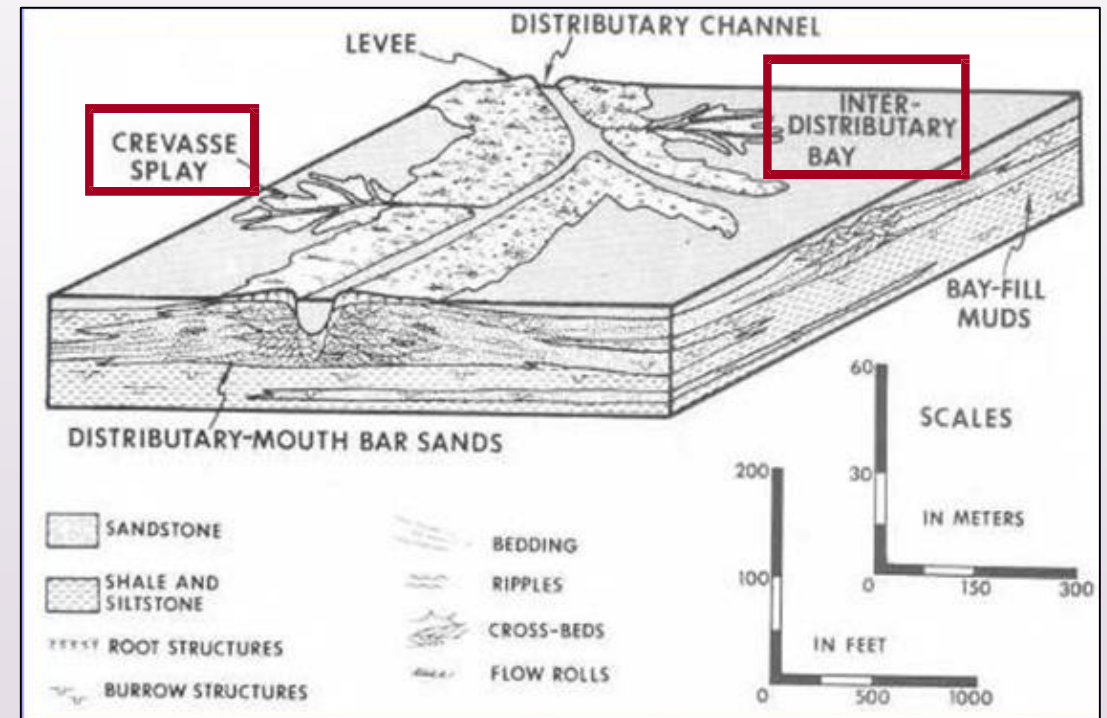 DISTRIBUTARY CHANNEL
LEVEE
CREVASSE
SPLAY
INTER-
DISTRIBUTARY
BAY
BAY-FILL
MUDS
DISTRIBUTARY-MOUTH BAR SANDS
SCALES
60
30
IN METERS
0 150 300
200
100
IN FEET
0 500 1000
SANDSTONE
SHALE AND
SILTSTONE
ROOT STRUCTURES
BURROW STRUCTURES
BEDDING
RIPPLES
CROSS-BEDS
FLOW ROLLS